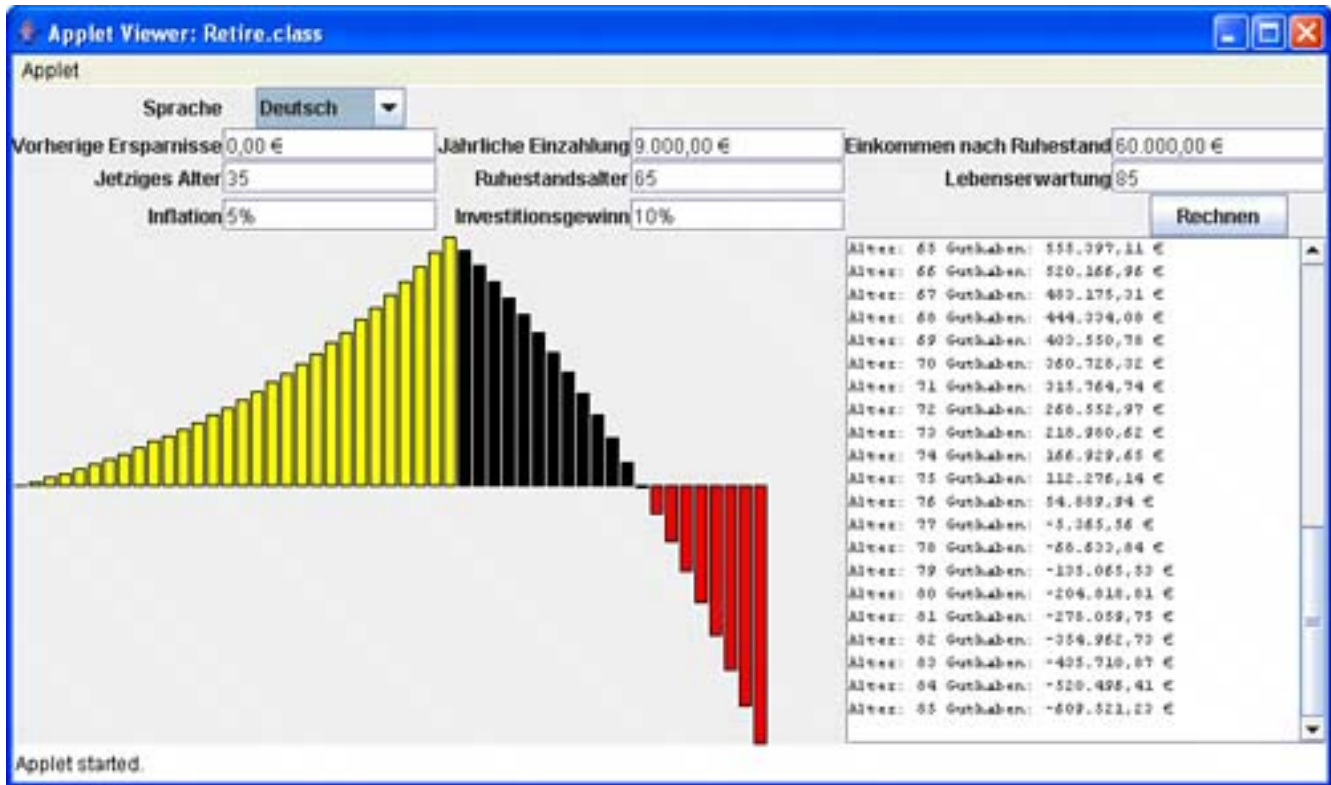 Applet Viewer: Retire.class
Applet
Sprache Deutsch
Vorherige Ersparnisse 0,00 € Jährliche Einzahlung 9.000,00 € Einkommen nach Ruhestand 60.000,00 €
Jetziges Alter 35 Ruhestandsalter 65 Lebenserwartung 85
Inflation 5% Investitionsgewinn 10% Rechnen
Alter: 65 Guthaben: 555.397,11 €
Alter: 66 Guthaben: 520.166,96 €
Alter: 67 Guthaben: 483.175,31 €
Alter: 68 Guthaben: 444.334,08 €
Alter: 69 Guthaben: 403.550,78 €
Alter: 70 Guthaben: 360.728,32 €
Alter: 71 Guthaben: 315.764,74 €
Alter: 72 Guthaben: 268.552,97 €
Alter: 73 Guthaben: 218.980,62 €
Alter: 74 Guthaben: 166.929,65 €
Alter: 75 Guthaben: 112.276,14 €
Alter: 76 Guthaben: 54.889,94 €
Alter: 77 Guthaben: -5.365,56 €
Alter: 78 Guthaben: -68.633,84 €
Alter: 79 Guthaben: -135.065,53 €
Alter: 80 Guthaben: -204.818,81 €
Alter: 81 Guthaben: -278.059,75 €
Alter: 82 Guthaben: -354.962,73 €
Alter: 83 Guthaben: -435.710,87 €
Alter: 84 Guthaben: -520.496,41 €
Alter: 85 Guthaben: -609.521,23 €
Applet started.